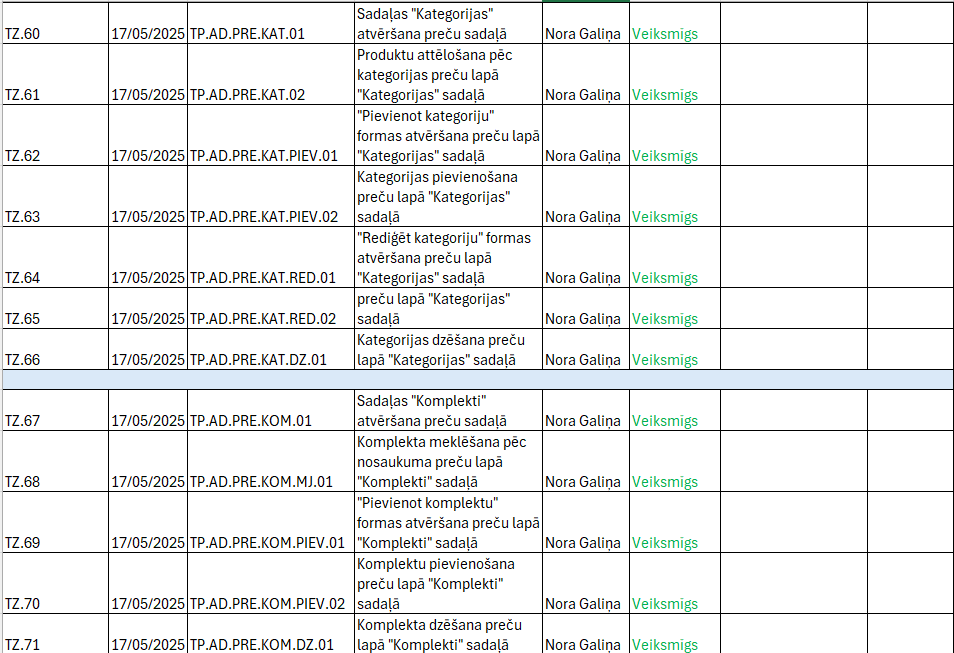 Sadaļas "Kategorijas"
TZ.60 17/05/2025 TP.AD.PRE.KAT.01 atvēršana preču sadaļā Nora Galiņa Veiksmigs
Produktu attēlošana pēc
kategorijas preču lapā
TZ.61 17/05/2025 TP.AD.PRE.KAT.02 "Kategorijas" sadaļā Nora Galiņa Veiksmigs
"Pievienot kategoriju"
formas atvēršana preču lapā
TZ.62 17/05/2025 TP.AD.PRE.KAT.PIEV.01 "Kategorijas" sadaļā Nora Galiņa Veiksmigs
Kategorijas pievienošana
preču lapā "Kategorijas"
TZ.63 17/05/2025 TP.AD.PRE.KAT.PIEV.02 sadaļā Nora Galiņa Veiksmigs
"Rediģēt kategoriju" formas
atvēršana preču lapā
TZ.64 17/05/2025 TP.AD.PRE.KAT.RED.01 "Kategorijas" sadaļā Nora Galiņa Veiksmigs
preču lapā "Kategorijas"
TZ.65 17/05/2025 TP.AD.PRE.KAT.RED.02 sadaļā Nora Galiņa Veiksmigs
Kategorijas dzēšana preču
TZ.66 17/05/2025 TP.AD.PRE.KAT.DZ.01 lapā "Kategorijas" sadaļā Nora Galiņa Veiksmigs
Sadaļas "Komplekti"
TZ.67 17/05/2025 TP.AD.PRE.KOM.01 atvēršana preču sadaļā Nora Galiņa Veiksmigs
Komplekta meklēšana pēc
nosaukuma preču lapā
TZ.68 17/05/2025 TP.AD.PRE.KOM.MJ.01 "Komplekti" sadaļā Nora Galiņa Veiksmigs
"Pievienot komplektu"
formas atvēršana preču lapā
TZ.69 17/05/2025 TP.AD.PRE.KOM.PIEV.01 "Komplekti" sadaļā Nora Galiņa Veiksmigs
Komplektu pievienošana
preču lapā "Komplekti"
TZ.70 17/05/2025 TP.AD.PRE.KOM.PIEV.02 sadaļā Nora Galiņa Veiksmigs
Komplekta dzēšana preču
TZ.71 17/05/2025 TP.AD.PRE.KOM.DZ.01 lapā "Komplekti" sadaļā Nora Galiņa Veiksmigs